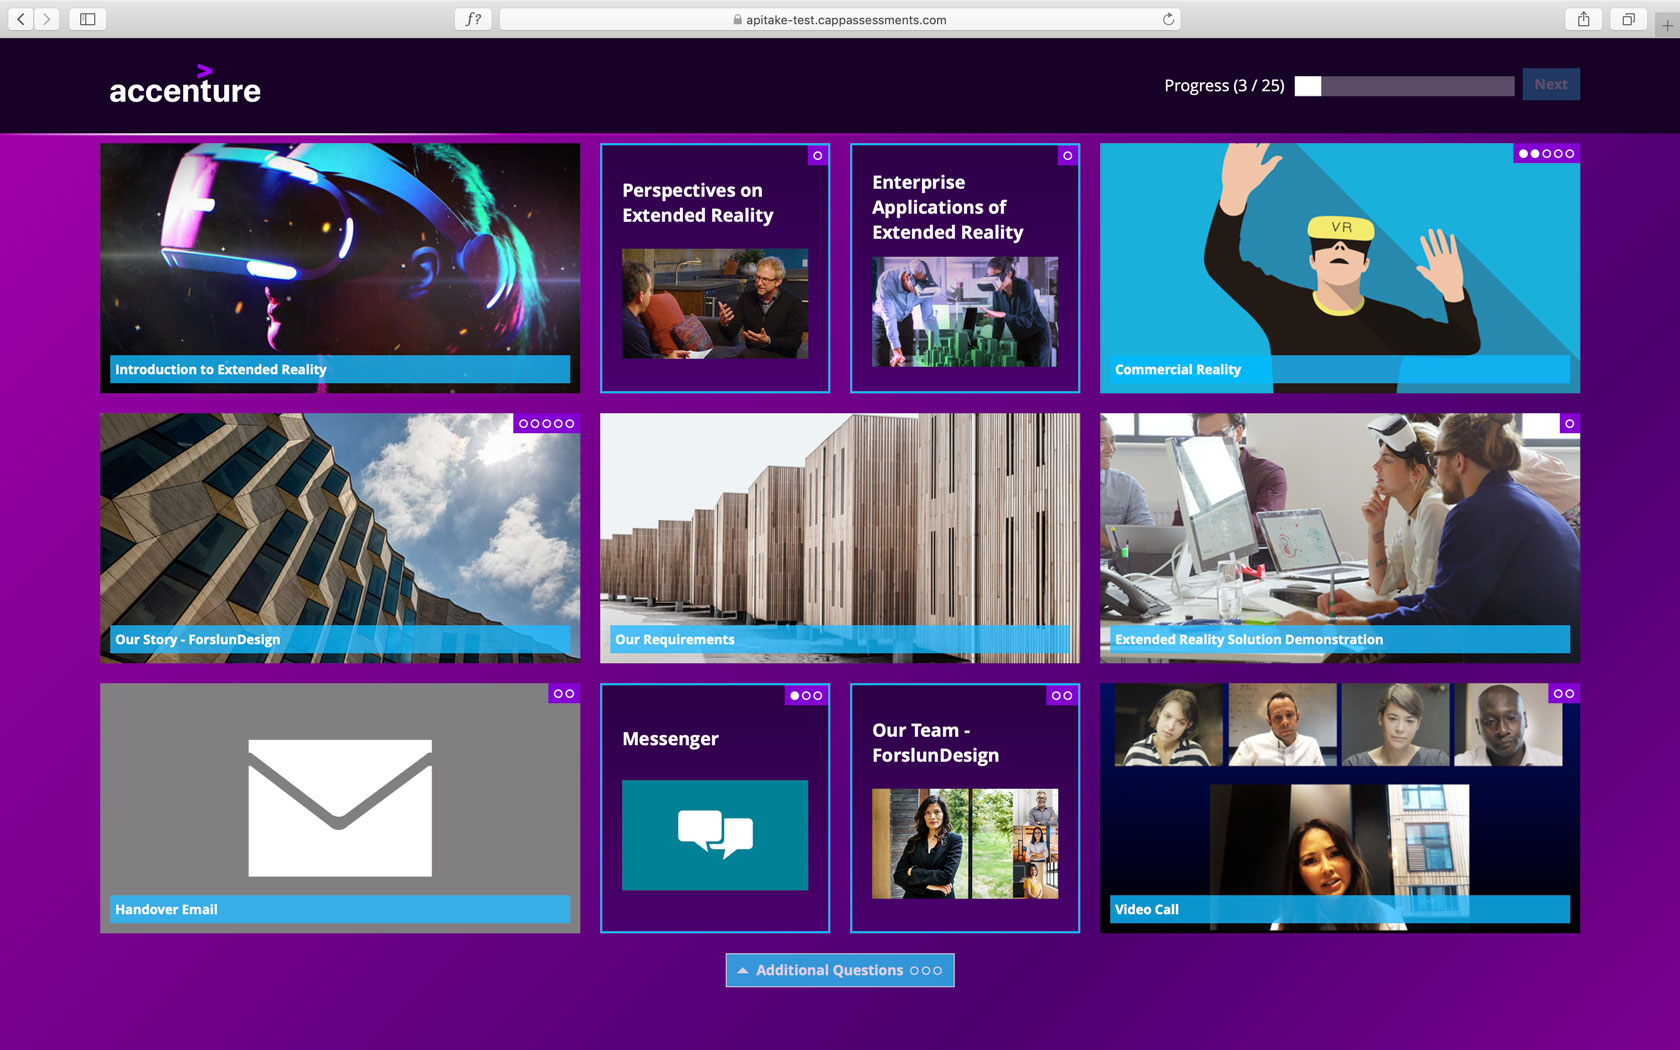 f?
apitake-test.cappassessments.com
accenture
Progress (3 / 25)
Next
Introduction to Extended Reality
Perspectives on
Extended Reality
Enterprise
Applications of
Extended Reality
VR
Commercial Reality
Our Story - ForslunDesign
Our Requirements
Extended Reality Solution Demonstration
Handover Email
Messenger
Our Team -
ForslunDesign
Video Call
Additional Questions